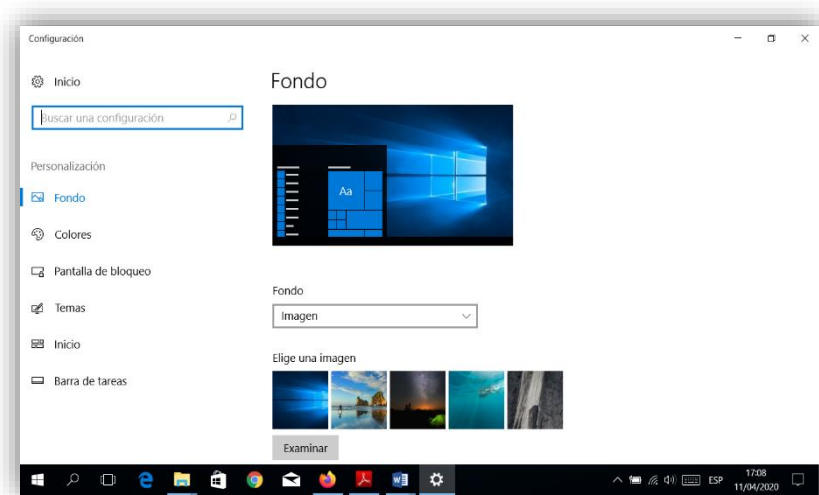 Configuración
Inicio
Buscar una configuración
Personalización
Fondo
Colores
Pantalla de bloqueo
Temas
Inicio
Barra de tareas
Fondo
Aa
Fondo
Imagen
Elige una imagen
Examinar
ESP
17:08
11/04/2020